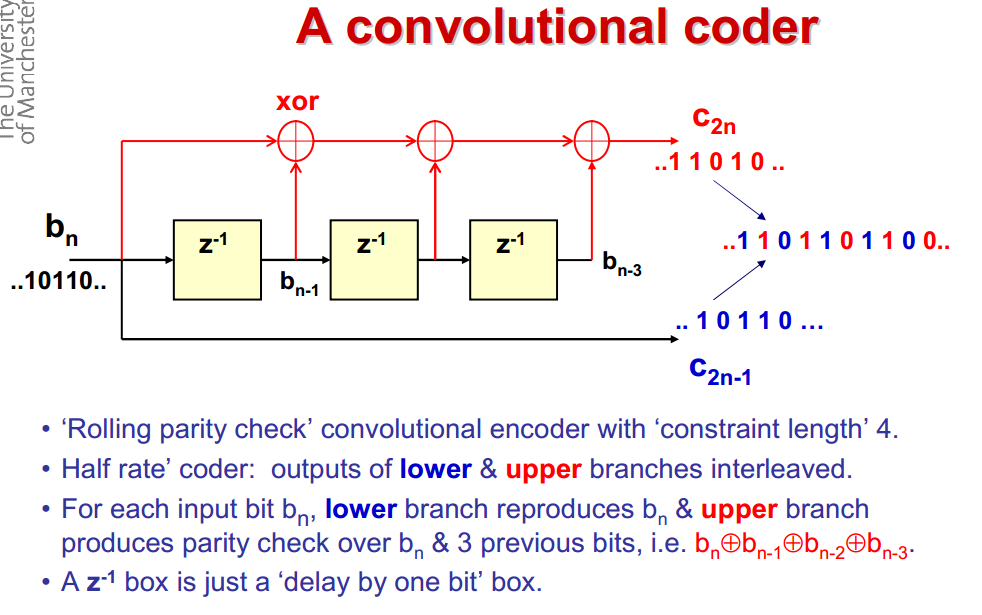 The University
of Manchester
A convolutional coder
xor
c2n
..1 1 0 1 0 ..
bn
z-1
z-1
z-1
..1 1 0 1 1 0 1 1 0 0..
bn-1
bn-3
..10110..
.. 1 0 1 1 0 ...
c2n-1
• ‘Rolling parity check’ convolutional encoder with ‘constraint length’ 4.
• Half rate’ coder: outputs of lower & upper branches interleaved.
• For each input bit bn, lower branch reproduces bn & upper branch
produces parity check over bn & 3 previous bits, i.e. bn⊕bn-1⊕bn-2⊕bn-3.
• A z-1 box is just a ‘delay by one bit’ box.